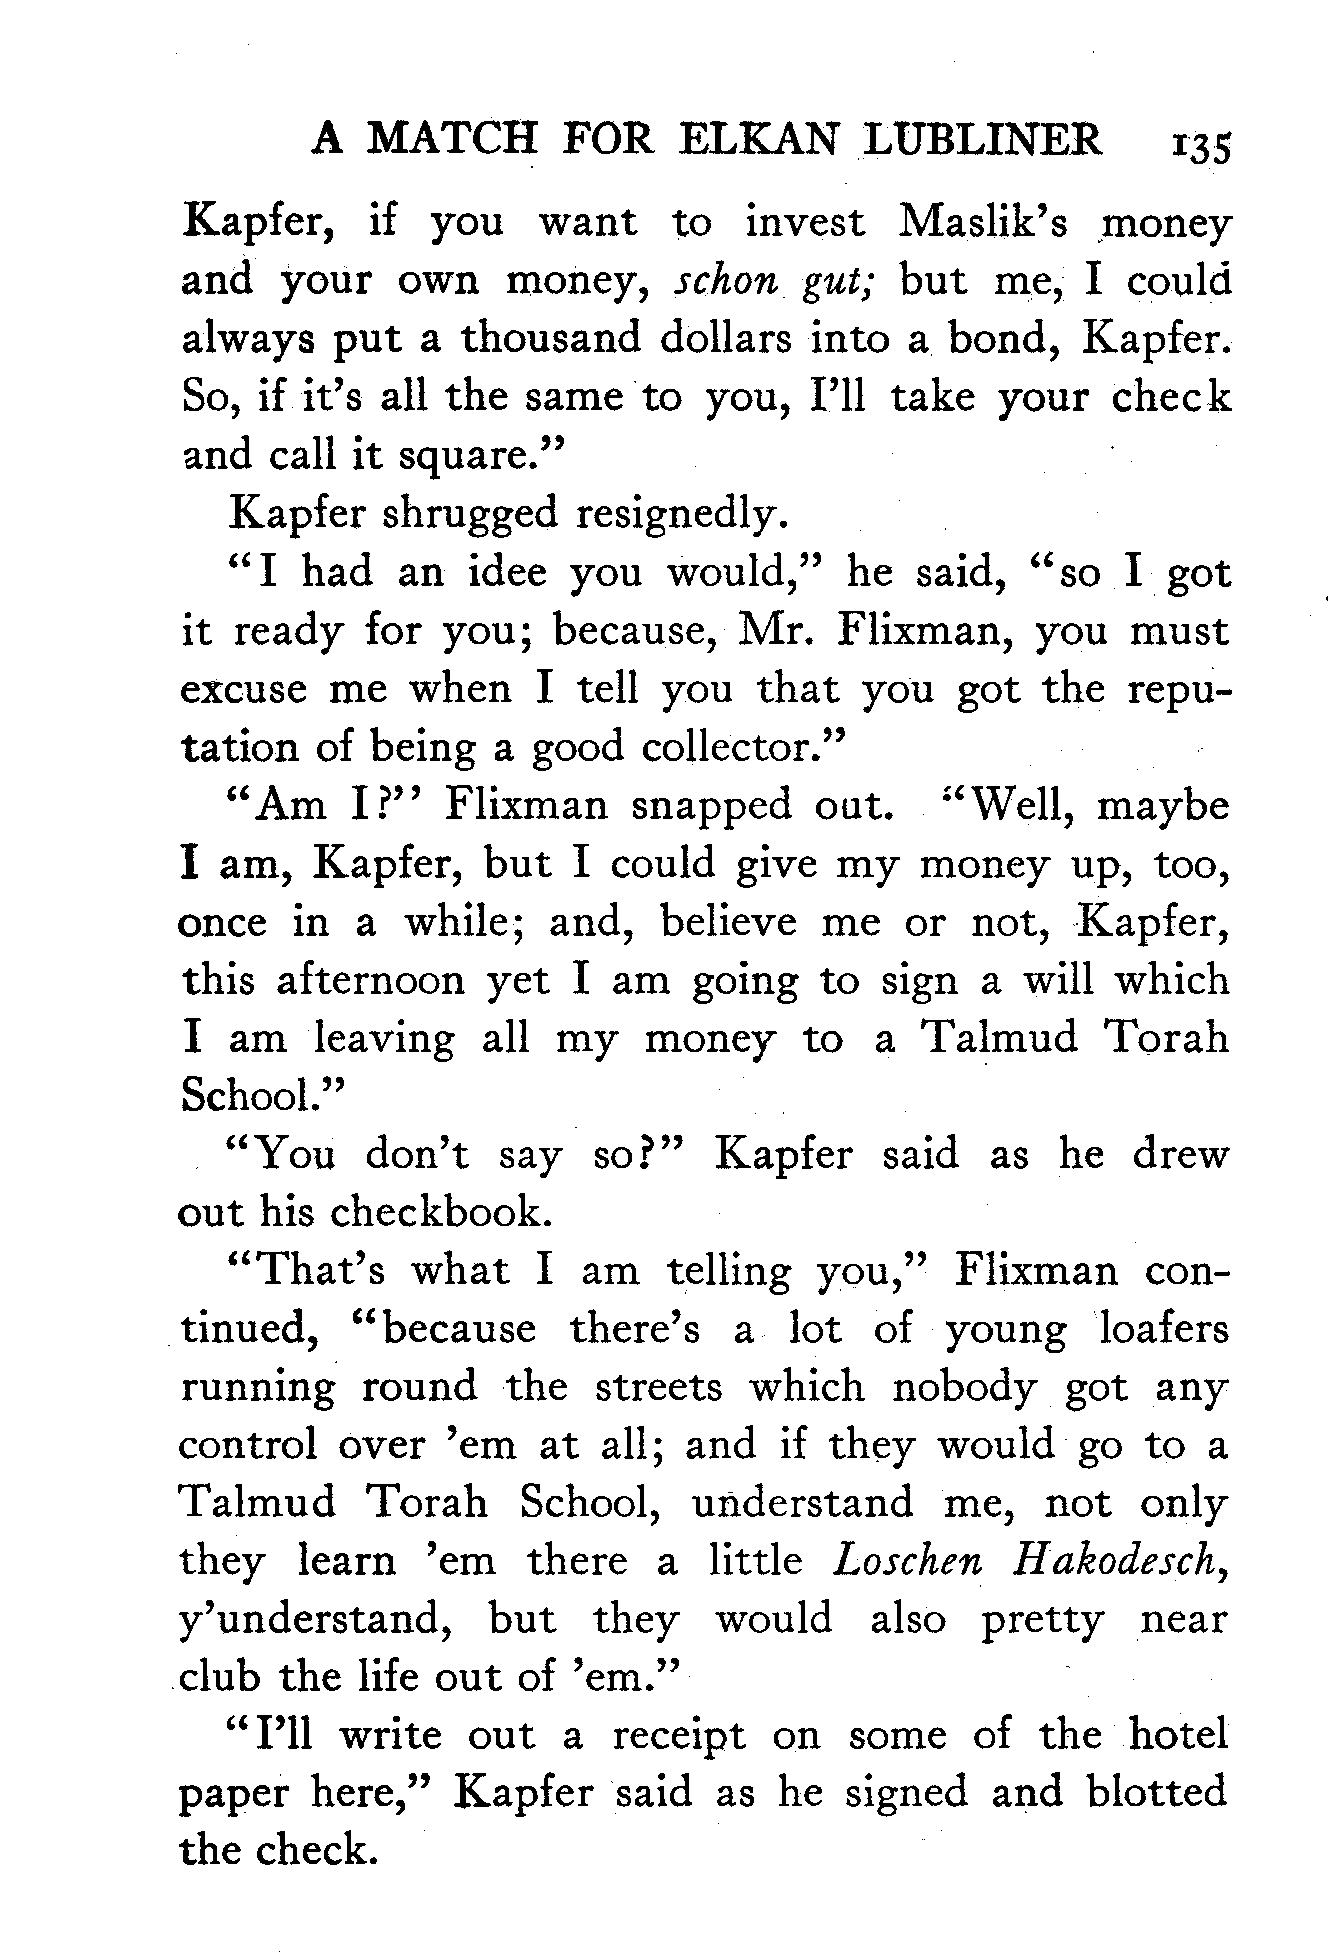 A MATCH FOR ELKAN LUBLINER 135
Kapfer, if you want to invest Maslik's money
and your own money, schon gut; but me, I could
always put a thousand dollars into a bond, Kapfer.
So, if it's all the same to you, I'll take your check
and call it square."
Kapfer shrugged resignedly.
"I had an idee you would," he said, "so I got
it ready for you; because, Mr. Flixman, you must
excuse me when I tell you that you got the repu-
tation of being a good collector."
"Am I?" Flixman snapped out. "Well, maybe
I am, Kapfer, but I could give my money up, too,
once in a while; and, believe me or not, Kapfer,
this afternoon yet I am going to sign a will which
I am leaving all my money to a Talmud Torah
School."
"You don't say so?" Kapfer said as he drew
out his checkbook.
"That's what I am telling you," Flixman con-
tinued, "because there's a lot of young loafers
running round the streets which nobody got any
control over 'em at all; and if they would go to a
Talmud Torah School, understand me, not only
they learn 'em there a little Loschen Hakodesch,
y'understand, but they would also pretty near
club the life out of 'em."
"I'll write out a receipt on some of the hotel
paper here," Kapfer said as he signed and blotted
the check.